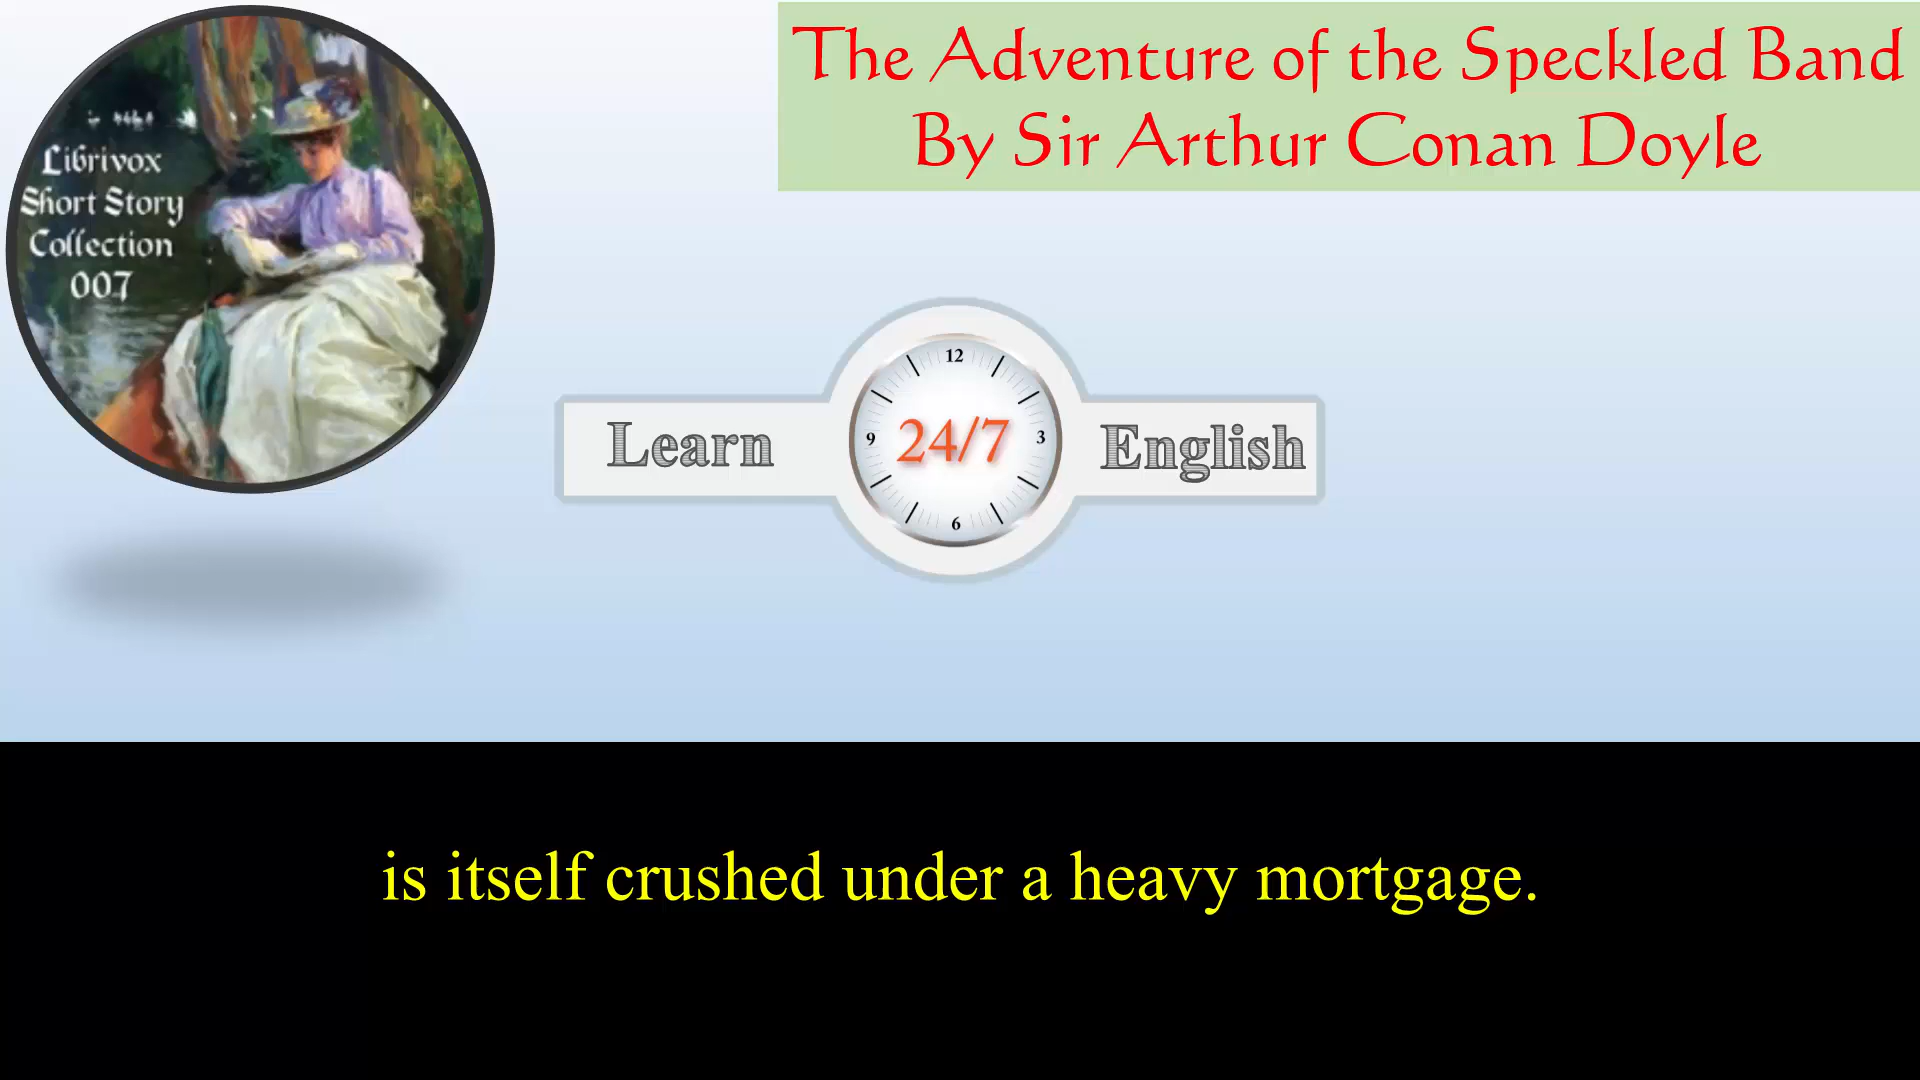 The Adventure of the Speckled Band
By Sir Arthur Conan Doyle
Librivox
Short Story
Collection
007
12
Learn
9
24/7
3
English
6
is itself crushed under a heavy mortgage.